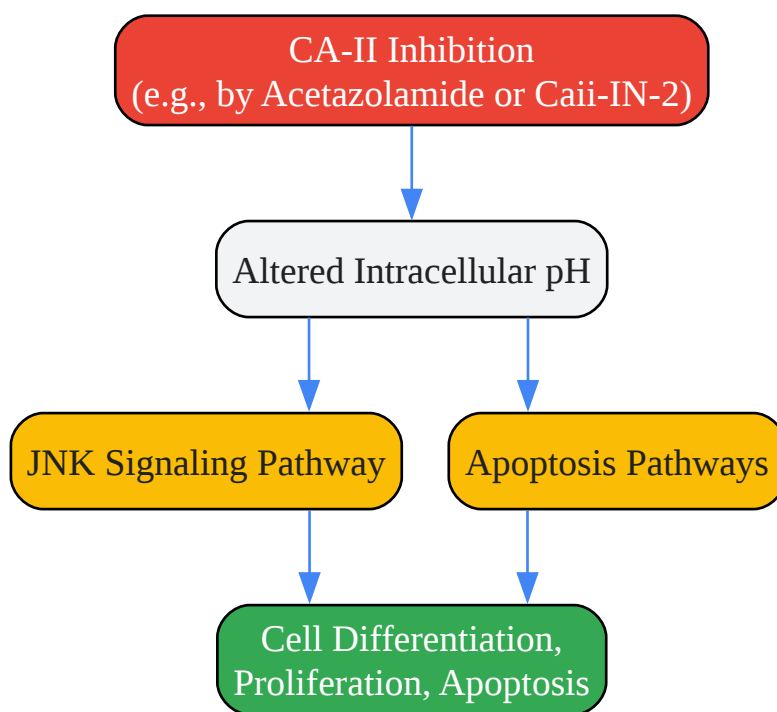 CA-II Inhibition
(e.g., by Acetazolamide or Caii-IN-2)
Altered Intracellular pH
JNK Signaling Pathway
Apoptosis Pathways
Cell Differentiation,
Proliferation, Apoptosis